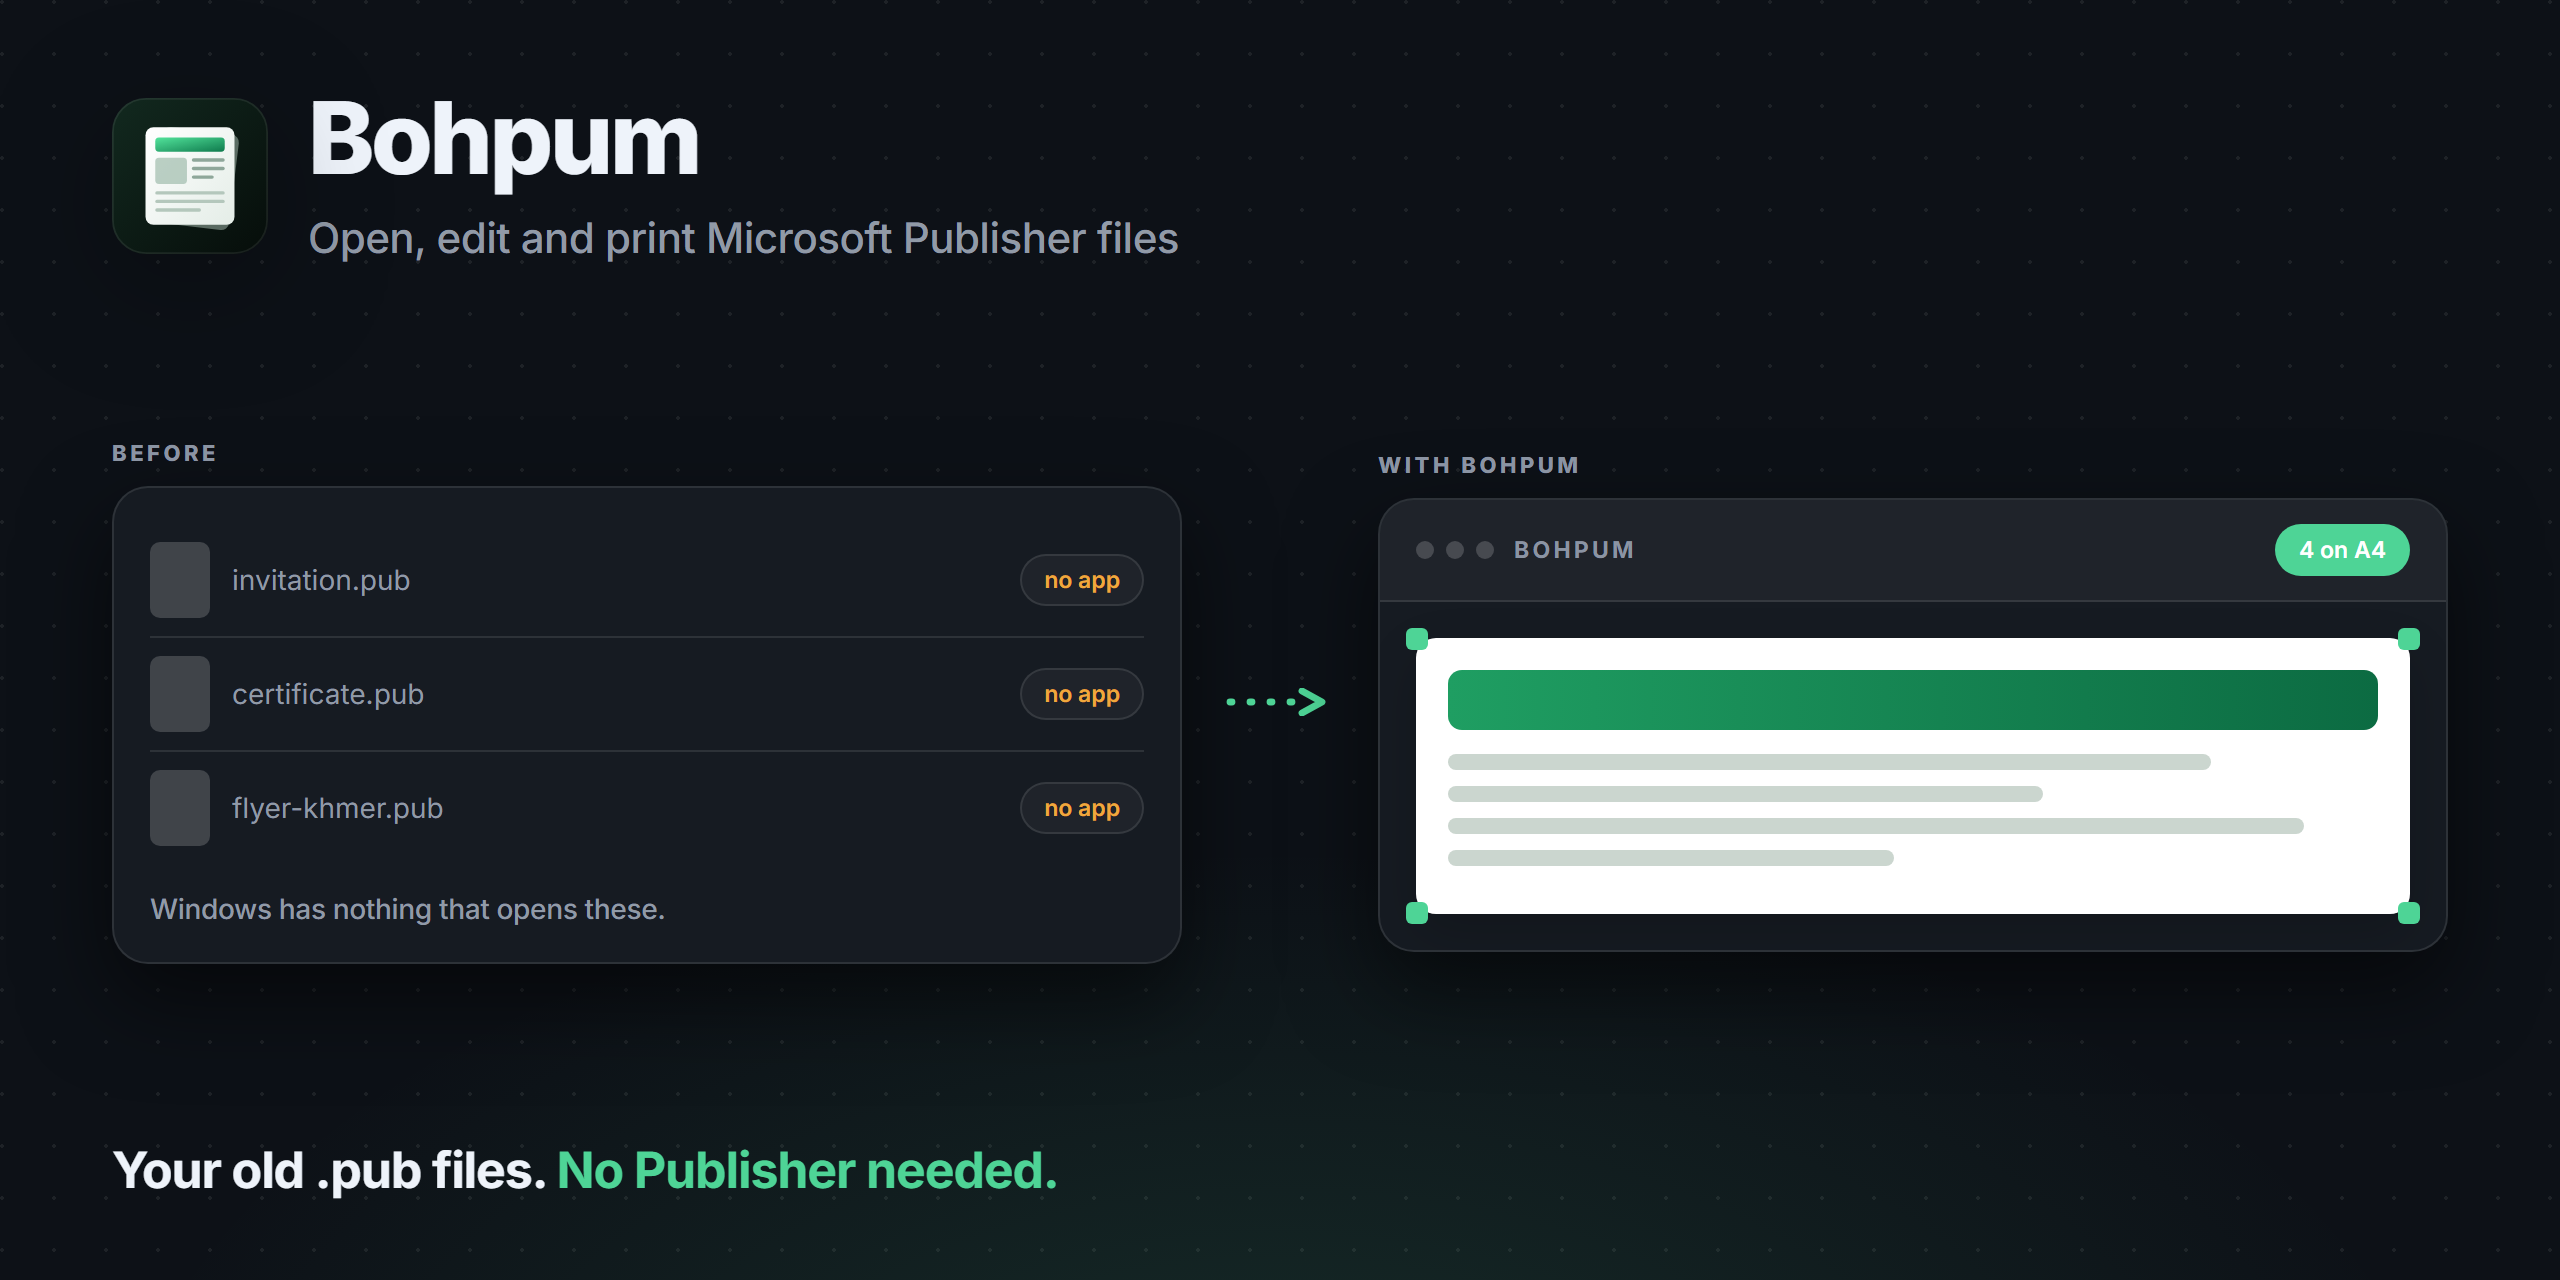 Bohpum
Open, edit and print Microsoft Publisher files
BEFORE
invitation.pub
no app
certificate.pub
no app
flyer-khmer.pub
no app
Windows has nothing that opens these.
WITH BOHPUM
BOHPUM
4 on A4
Your old .pub files. No Publisher needed.